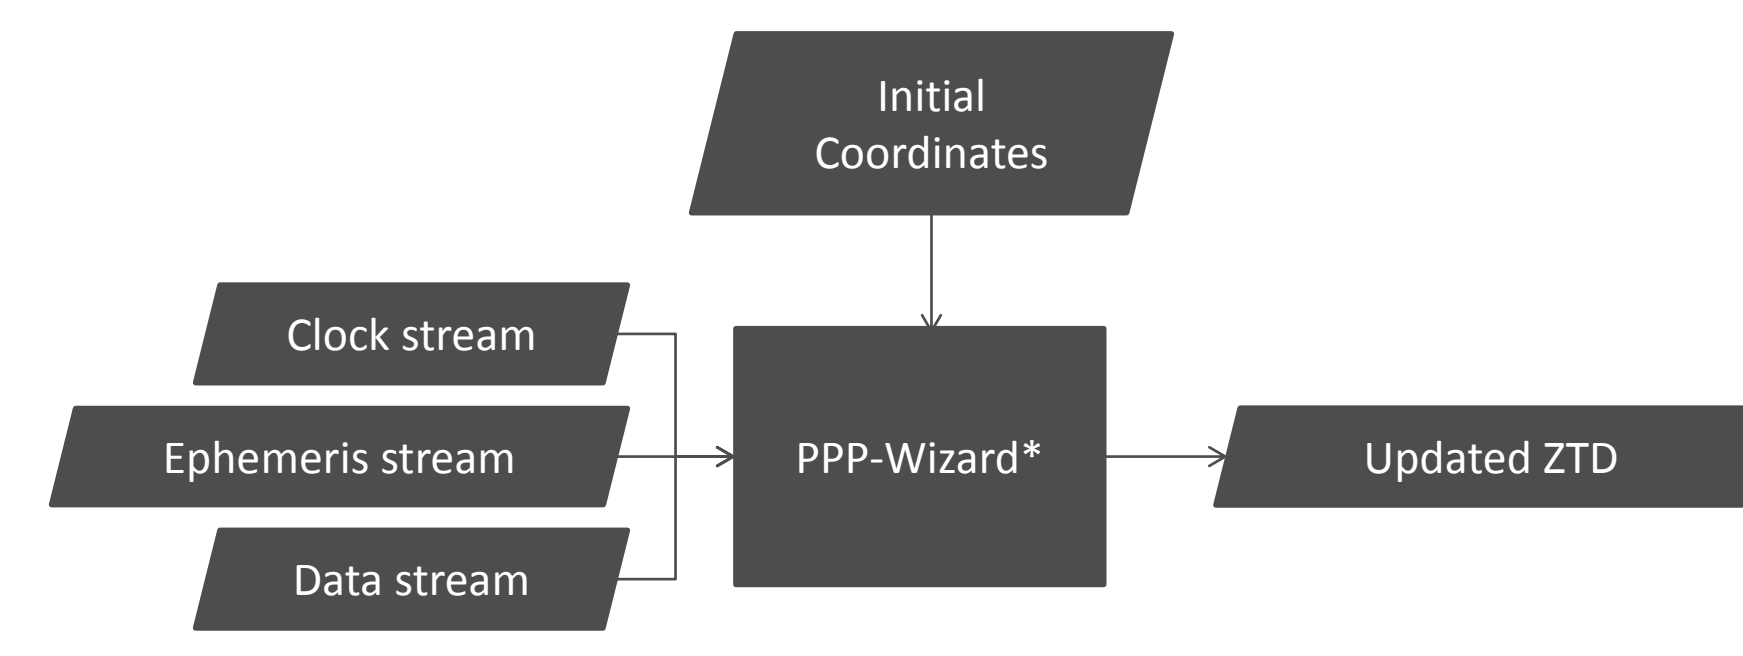 Initial
Coordinates
Clock stream
Ephemeris stream
PPP-Wizard*
Updated ZTD
Data stream